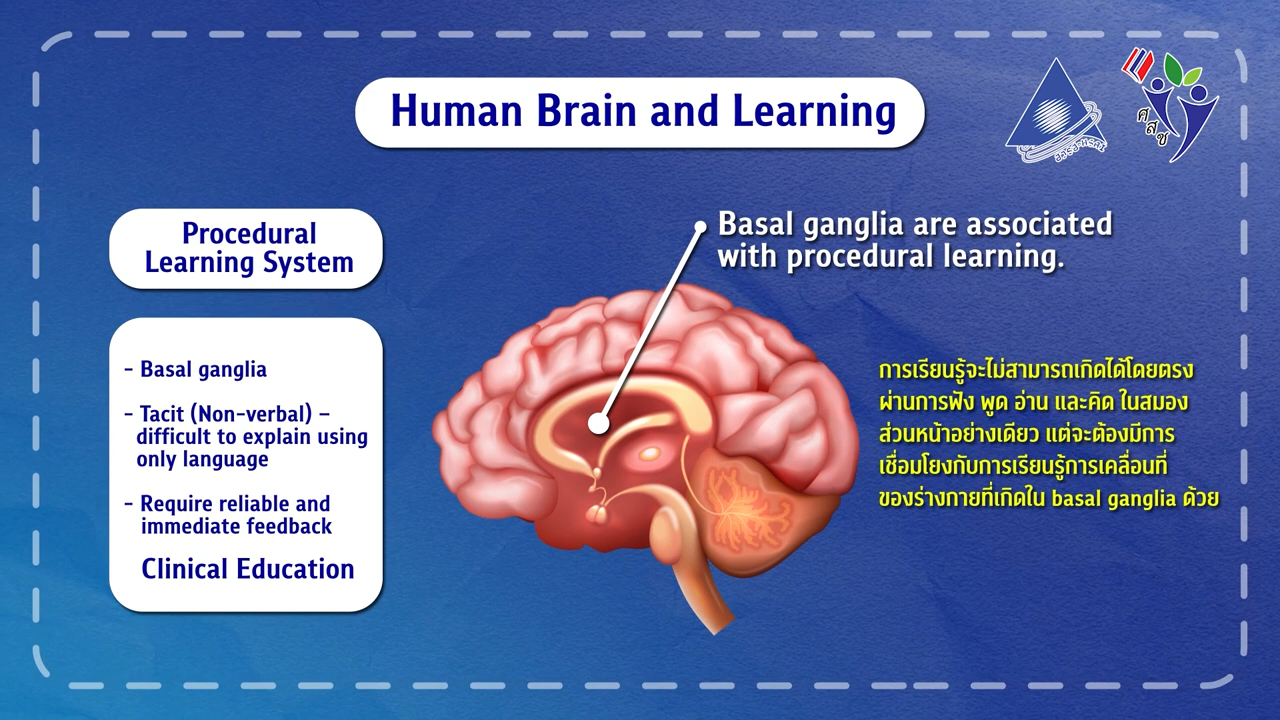 Human Brain and Learning
ศ
ส
ช
Procedural
Learning System
- Basal ganglia
- Tacit (Non-verbal) –
difficult to explain using
only language
- Require reliable and
immediate feedback
Clinical Education
Basal ganglia are associated
with procedural learning.
การเรียนรู้จะไม่สามารถเกิดได้โดยตรง
ผ่านการฟัง พูด อ่าน และคิด ในสมอง
ส่วนหน้าอย่างเดียว แต่จะต้องมีการ
เชื่อมโยงกับการเรียนรู้การเคลื่อนที่
ของร่างกายที่เกิดใน basal ganglia ด้วย